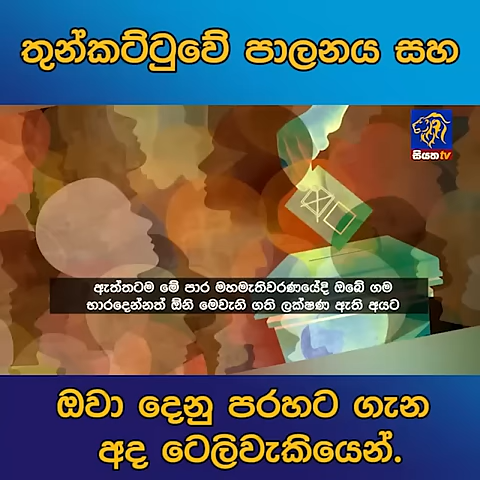 තුන්කට්ටුවේ පාලනය සහ
සියත tv
ඇත්තටම මේ පාර මහමැතිවරණයේදි ඔබේ ගම
භාරදෙන්නත් ඕනි මෙවැනි ගති ලක්ෂණ ඇති අයට
ඔවා දෙනු පරහට ගැන
අද ටෙලිවැකියෙන්.